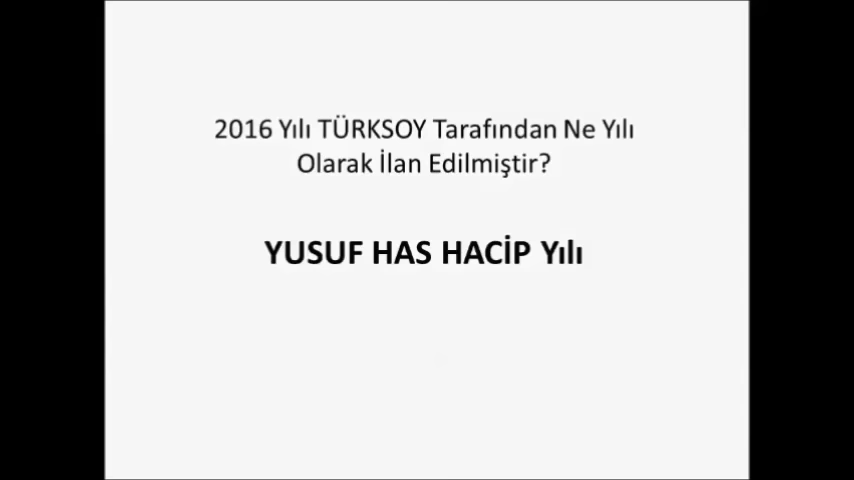 2016 Yılı TÜRKSOY Tarafından Ne Yılı
Olarak İlan Edilmiştir?
YUSUF HAS HACİP Yılı